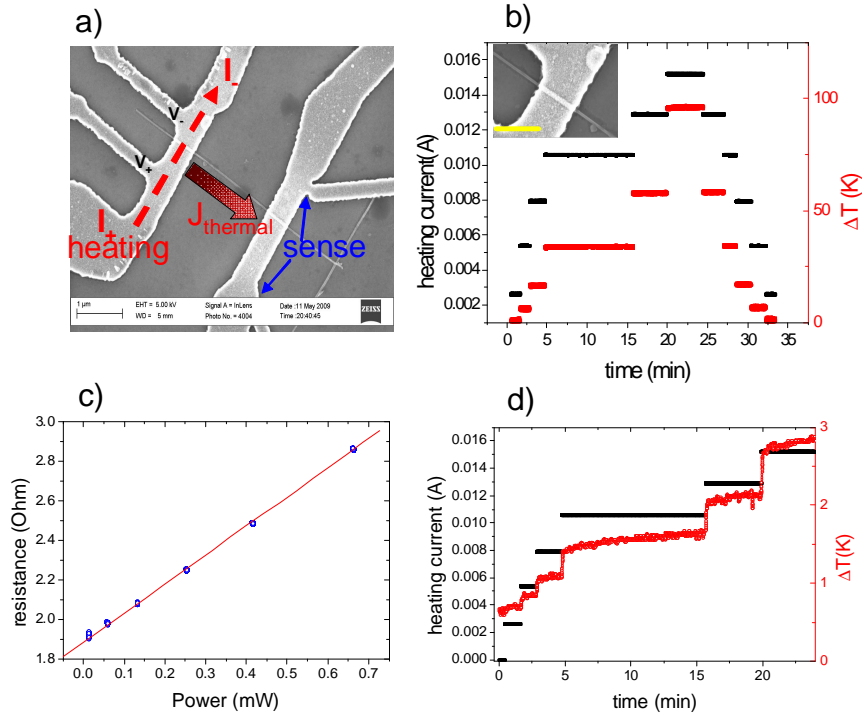 a)
I-
V-
V+
I+
heating
Jthermal
sense
1 µm
EHT = 5.00 kV
WD = 5 mm
Signal A = InLens
Photo No. = 4004
Date :11 May 2009
Time :20:40:45
ZEISS
b)
heating current(A)
0.016
0.014
0.012
0.010
0.008
0.006
0.004
0.002
0 5 10 15 20 25 30 35
time (min)
100
50
0
ΔT (K)
c)
resistance (Ohm)
3.0
2.8
2.6
2.4
2.2
2.0
1.8
0.0 0.1 0.2 0.3 0.4 0.5 0.6 0.7
Power (mW)
d)
heating current (A)
0.016
0.014
0.012
0.010
0.008
0.006
0.004
0.002
0.000
0 5 10 15 20
time (min)
3
2
1
0
ΔT(K)